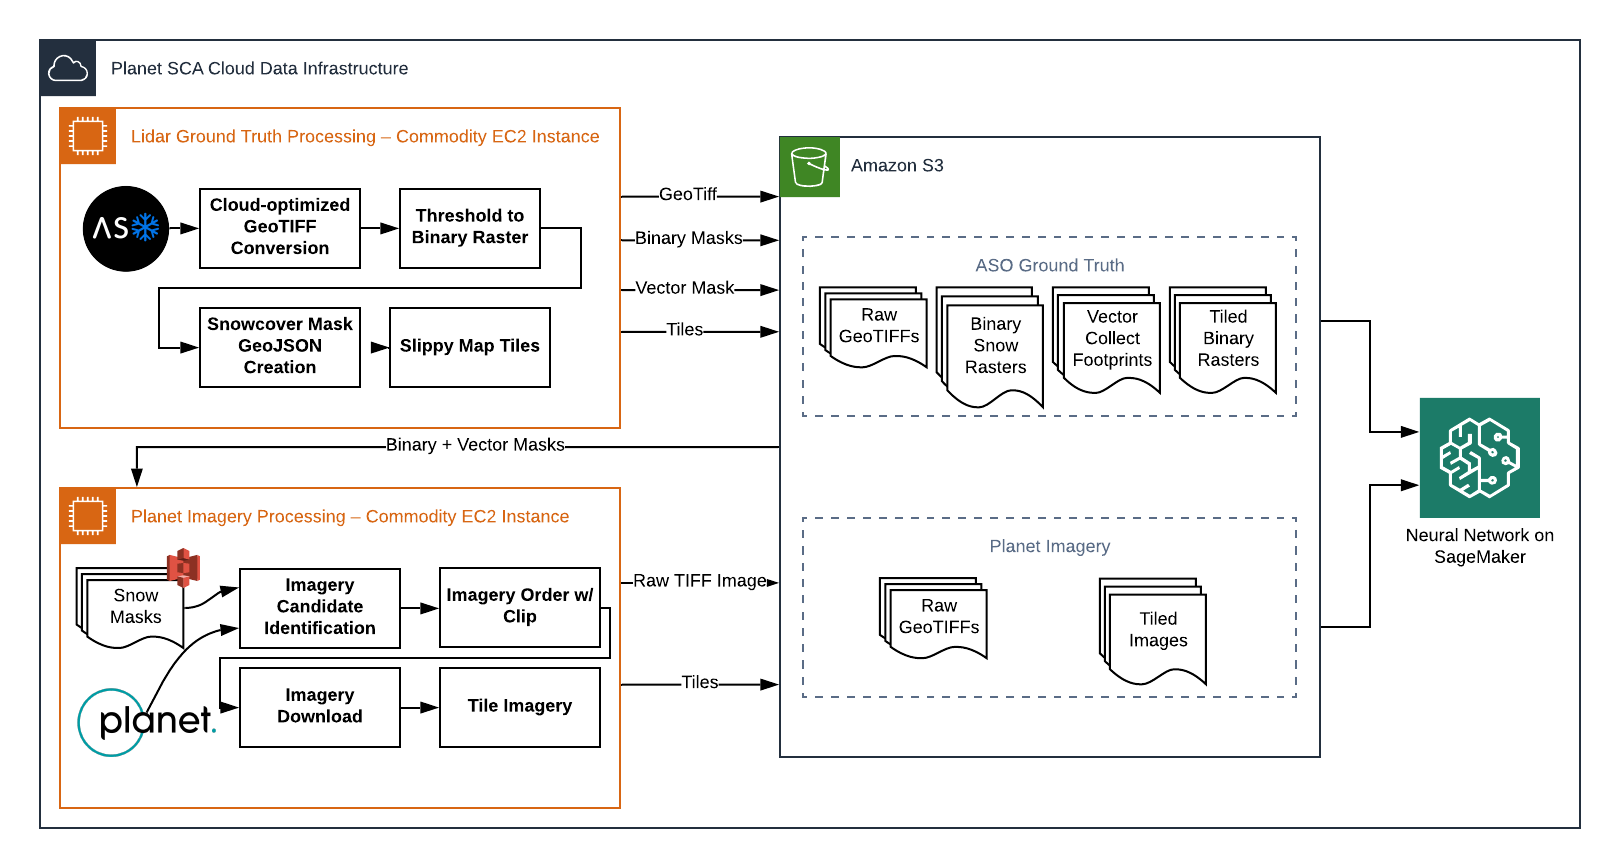 Planet SCA Cloud Data Infrastructure
Lidar Ground Truth Processing – Commodity EC2 Instance
ASO
Cloud-optimized
GeoTIFF
Conversion
Threshold to
Binary Raster
Snowcover Mask
GeoJSON
Creation
Slippy Map Tiles
GeoTiff
Binary Masks
Vector Mask
Tiles
Amazon S3
ASO Ground Truth
Raw
GeoTIFFs
Binary
Snow
Rasters
Vector
Collect
Footprints
Tiled
Binary
Rasters
Binary + Vector Masks
Planet Imagery Processing – Commodity EC2 Instance
Snow
Masks
planet.
Imagery
Candidate
Identification
Imagery Order w/
Clip
Imagery
Download
Tile Imagery
Raw TIFF Image
Tiles
Planet Imagery
Raw
GeoTIFFs
Tiled
Images
Neural Network on
SageMaker